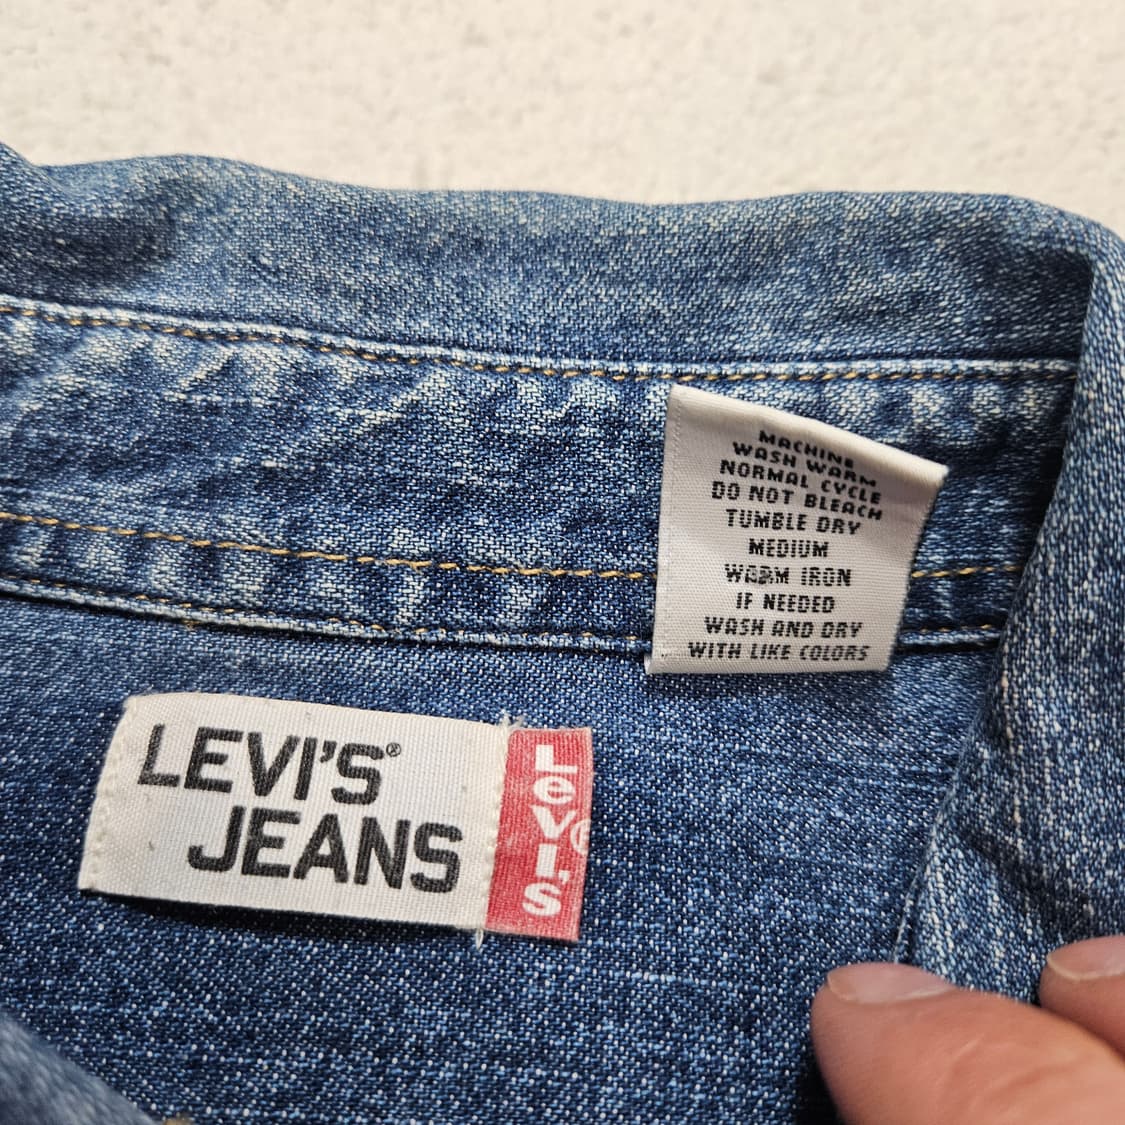 MACHINE
WASH WARM
NORMAL CYCLE
DO NOT BLEACH
TUMBLE DRY
MEDIUM
WARM IRON
IF NEEDED
WASH AND DRY
WITH LIKE COLORS
LEVI'S®
JEANS
LeVI'S®